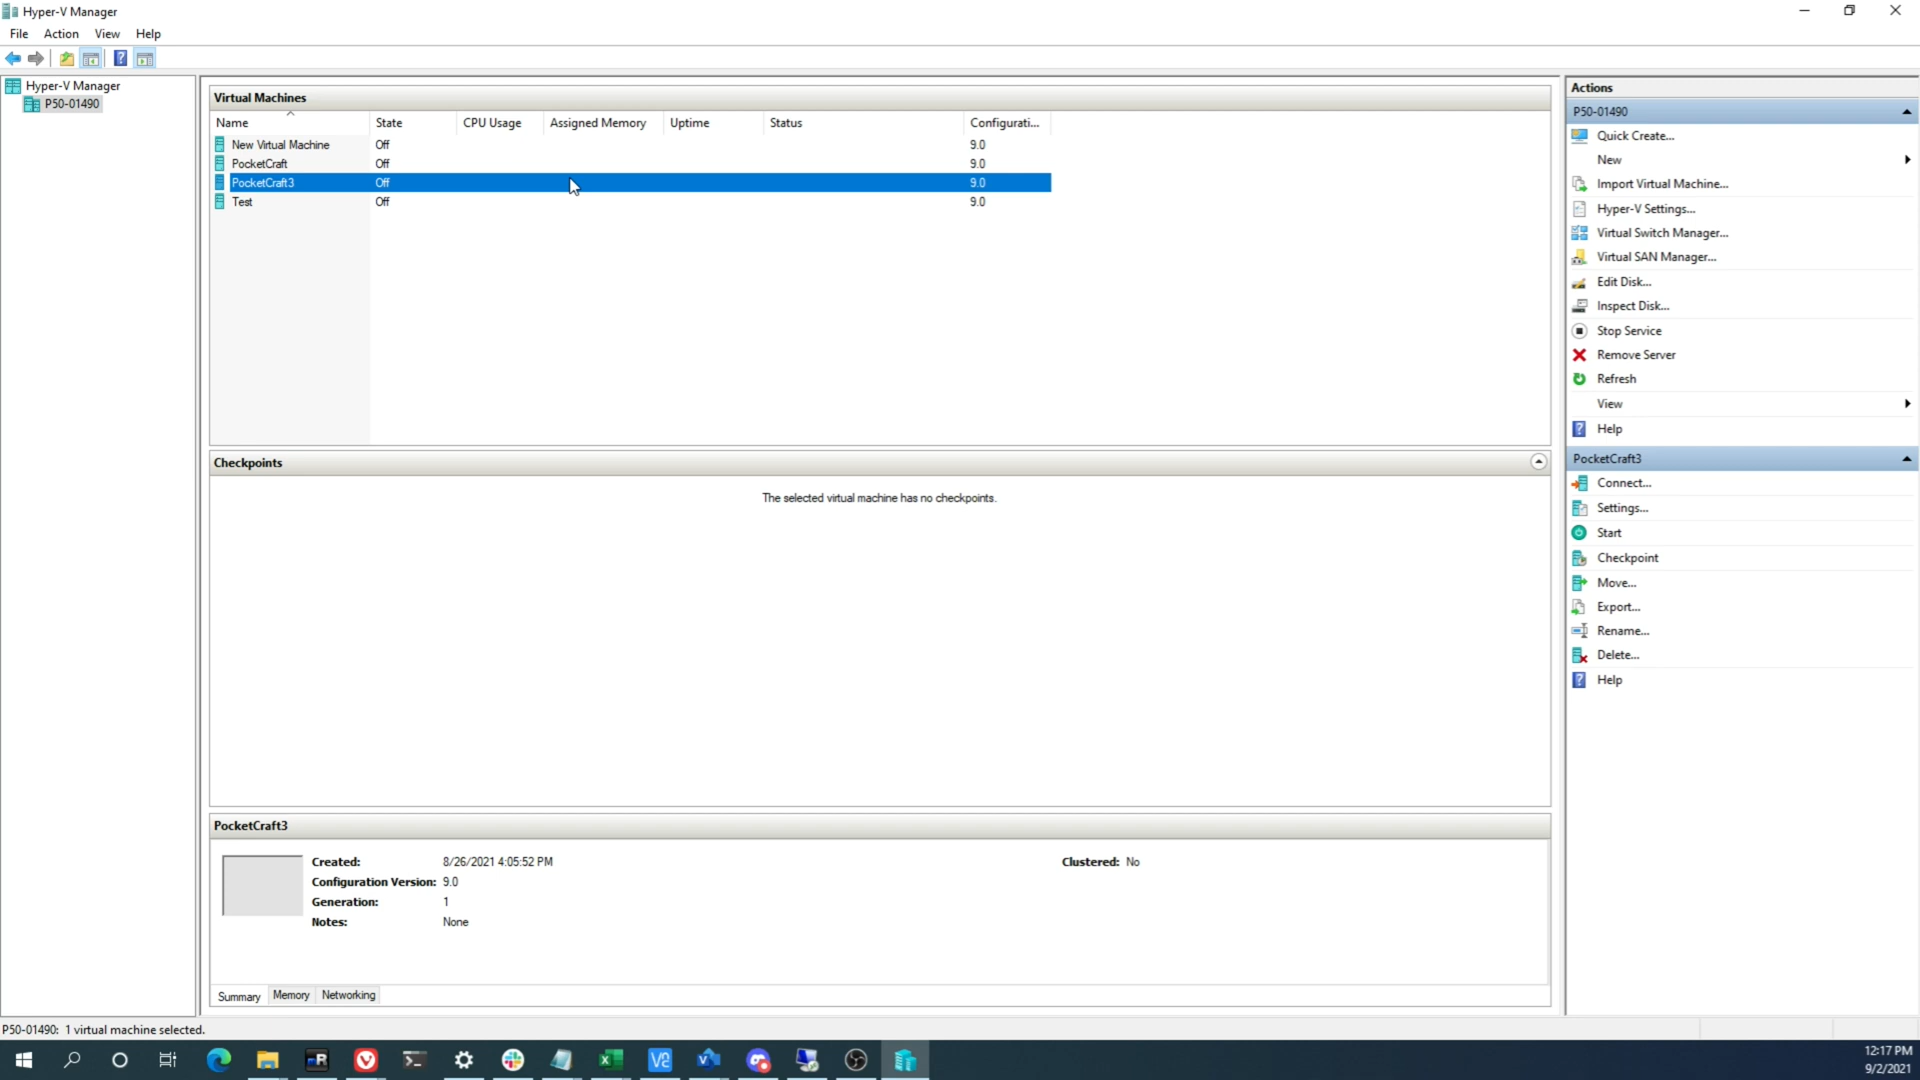 Hyper-V Manager
File Action View Help
Hyper-V Manager
P50-01490
Virtual Machines
Name State CPU Usage Assigned Memory Uptime Status Configurati...
New Virtual Machine Off 9.0
PocketCraft Off 9.0
PocketCraft3 Off 9.0
Test Off 9.0
Checkpoints
The selected virtual machine has no checkpoints.
PocketCraft3
Created: 8/26/2021 4:05:52 PM Clustered: No
Configuration Version: 9.0
Generation: 1
Notes: None
Summary Memory Networking
Actions
P50-01490
Quick Create...
New
Import Virtual Machine...
Hyper-V Settings...
Virtual Switch Manager...
Virtual SAN Manager...
Edit Disk...
Inspect Disk...
Stop Service
Remove Server
Refresh
View
Help
PocketCraft3
Connect...
Settings...
Start
Checkpoint
Move...
Export...
Rename...
Delete...
Help
P50-01490: 1 virtual machine selected.
12:17 PM
9/2/2021